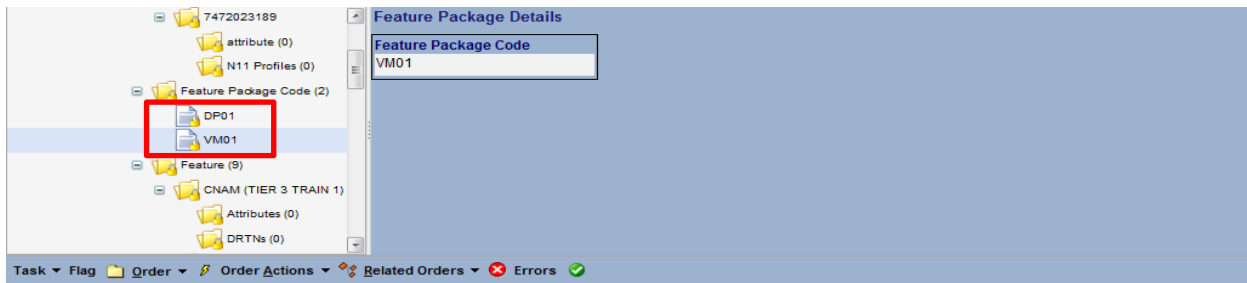 7472023189
attribute (0)
N11 Profiles (0)
Feature Package Code (2)
DP01
VM01
Feature (9)
CNAM (TIER 3 TRAIN 1)
Attributes (0)
DRTNs (0)
Feature Package Details
Feature Package Code
VM01
Task Flag Order Order Actions Related Orders Errors